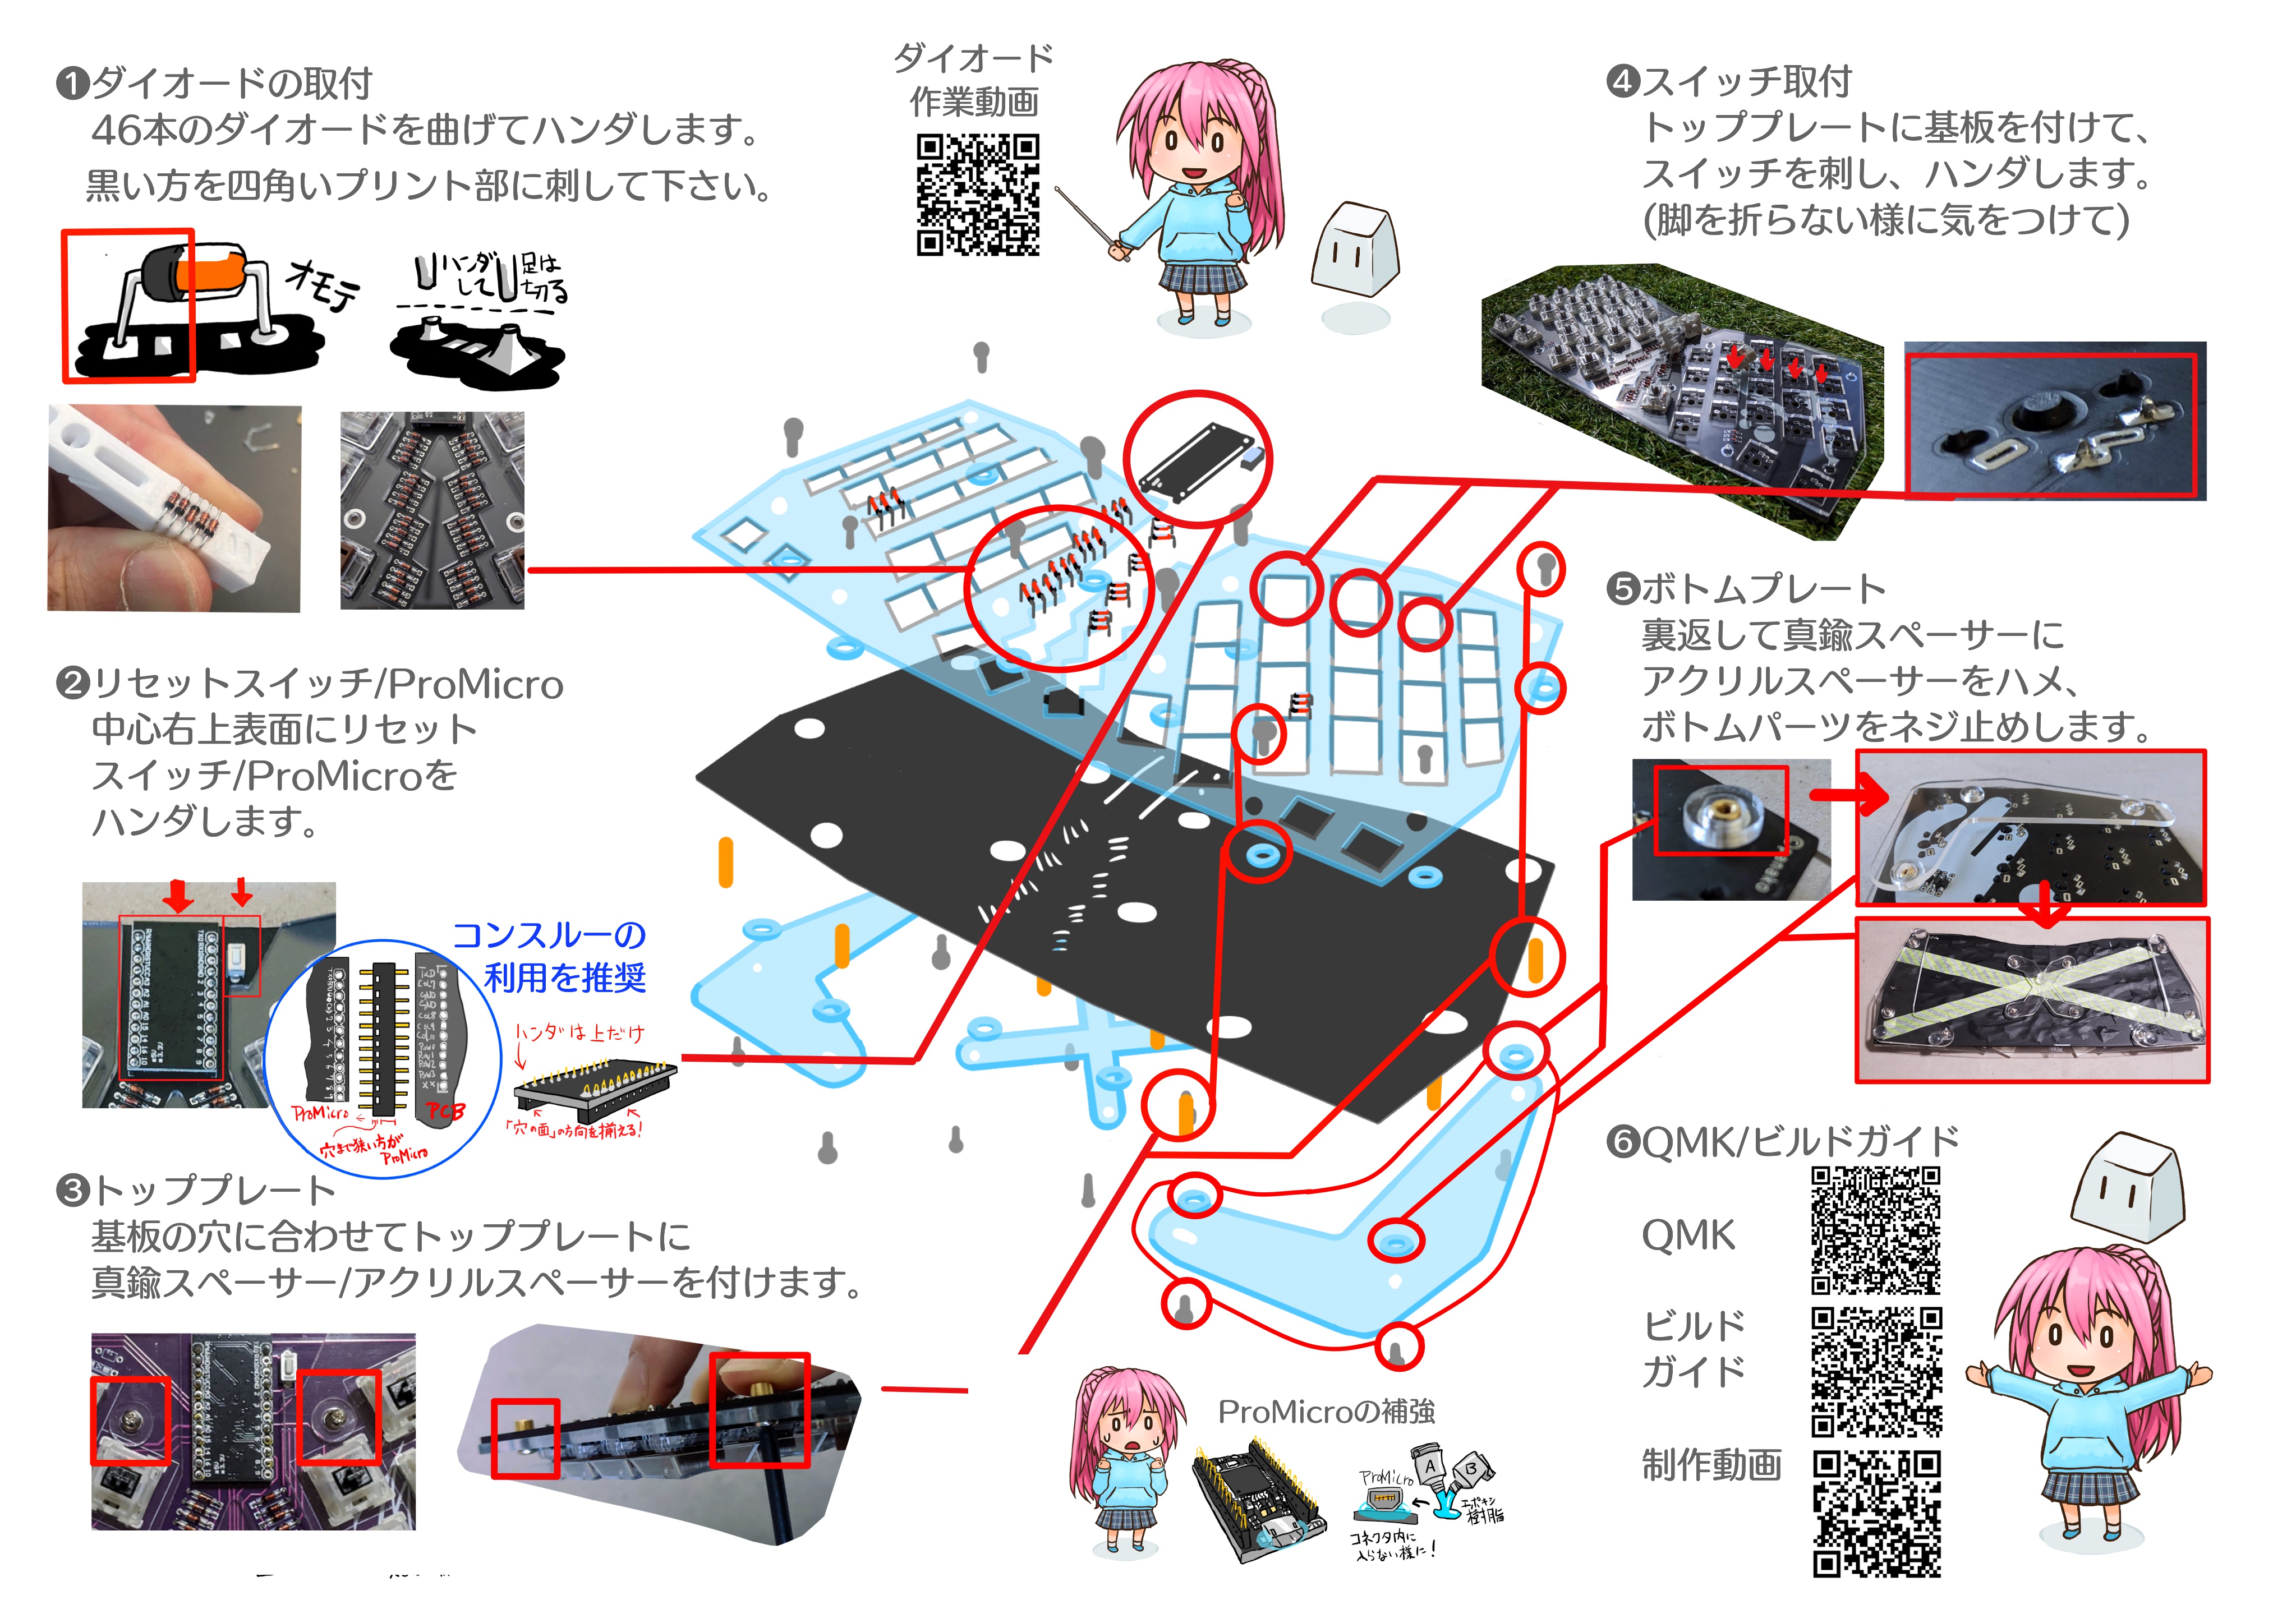 ❶ダイオードの取付
46本のダイオードを曲げてハンダします。
黒い方を四角いプリント部に刺して下さい。
オモテ
ハンダ
して
足は
切る
ダイオード
作業動画
❷リセットスイッチ/ProMicro
中心右上表面にリセット
スイッチ/ProMicroを
ハンダします。
コンスルーの
利用を推奨
ProMicro
PCB
穴まで狭い方が
ProMicro
ハンダは上だけ
「穴の面」の方向を揃える!
❸トッププレート
基板の穴に合わせてトッププレートに
真鍮スペーサー/アクリルスペーサーを付けます。
ProMicroの補強
ProMicro
A
B
エポキシ
樹脂
コネクタ内に
入らない様に!
❹スイッチ取付
トッププレートに基板を付けて、
スイッチを刺し、ハンダします。
(脚を折らない様に気をつけて)
❺ボトムプレート
裏返して真鍮スペーサーに
アクリルスペーサーをハメ、
ボトムパーツをネジ止めします。
❻QMK/ビルドガイド
QMK
ビルド
ガイド
制作動画